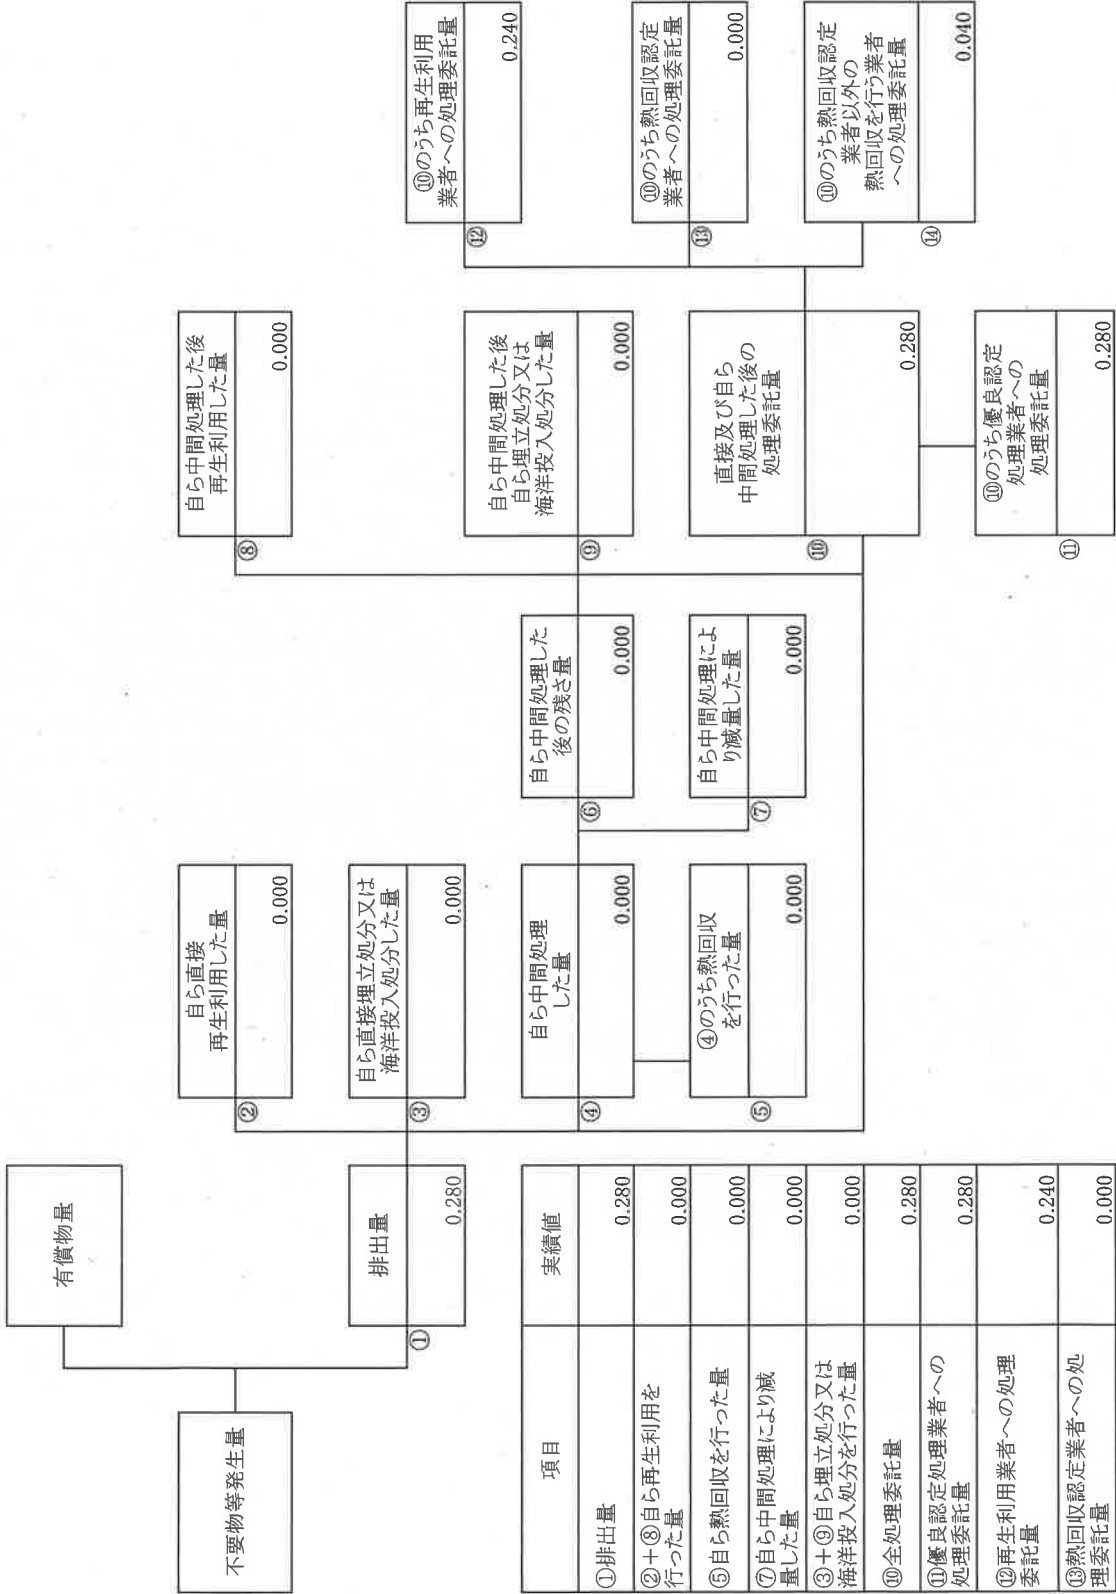 有償物量
不要物等発生量
排出量
①
0.280
自ら直接
再生利用した量
②
0.000
自ら直接埋立処分又は
海洋投入処分した量
③
0.000
自ら中間処理
した量
④
0.000
④のうち熱回収
を行った量
⑤
0.000
自ら中間処理した
後の残さ量
⑥
0.000
自ら中間処理によ
り減量した量
⑦
0.000
自ら中間処理した後
再生利用した量
⑧
0.000
自ら中間処理した後
自ら埋立処分又は
海洋投入処分した量
⑨
0.000
直接及び自ら
中間処理した後の
処理委託量
⑩
0.280
⑩のうち優良認定
処理業者への
処理委託量
⑪
0.280
⑩のうち再生利用
業者への処理委託量
⑫
0.240
⑩のうち熱回収認定
業者への処理委託量
⑬
0.000
⑩のうち熱回収認定
業者以外の
熱回収を行う業者
への処理委託量
⑭
0.040
項目 実績値
①排出量 0.280
②+⑧自ら再生利用を
行った量 0.000
⑤自ら熱回収を行った量 0.000
⑦自ら中間処理により減
量した量 0.000
③+⑨自ら埋立処分又は
海洋投入処分を行った量 0.000
⑩全処理委託量 0.280
⑪優良認定処理業者への
処理委託量 0.280
⑫再生利用業者への処理
委託量 0.240
⑬熱回収認定業者への処
理委託量 0.000